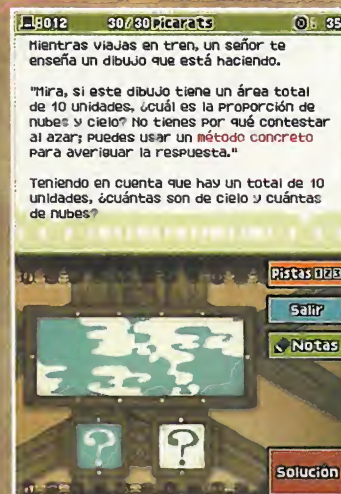 :012 30/30 Picarats : 35
Mientras viajas en tren, un señor te
enseña un dibujo que está haciendo.
"Mira, si este dibujo tiene un área total
de 10 unidades, ¿cuál es la proporción de
nubes y cielo? No tienes por qué contestar
al azar; puedes usar un método concreto
para averiguar la respuesta."
Teniendo en cuenta que hay un total de 10
unidades, ¿cuántas son de cielo y cuántas
de nubes?
Pistas 1 2 3
Salir
Notas
? ?
Solución